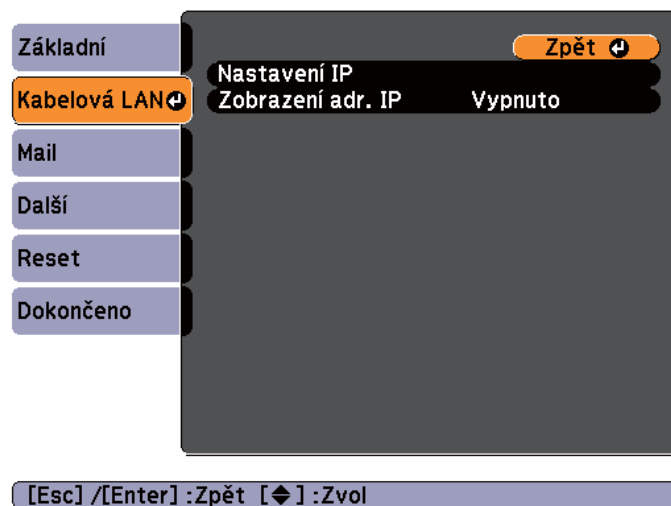 Základní
Kabelová LAN
Mail
Další
Reset
Dokončeno
Zpět
Nastavení IP
Zobrazení adr. IP Vypnuto
[Esc] /[Enter] :Zpět [◆] :Zvol